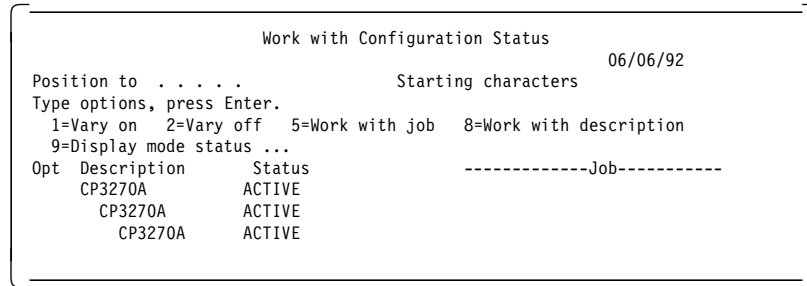 Work with Configuration Status
06/06/92
Position to . . . . . Starting characters
Type options, press Enter.
1=Vary on 2=Vary off 5=Work with job 8=Work with description
9=Display mode status ...
Opt Description Status -------------Job-----------
CP3270A ACTIVE
CP3270A ACTIVE
CP3270A ACTIVE